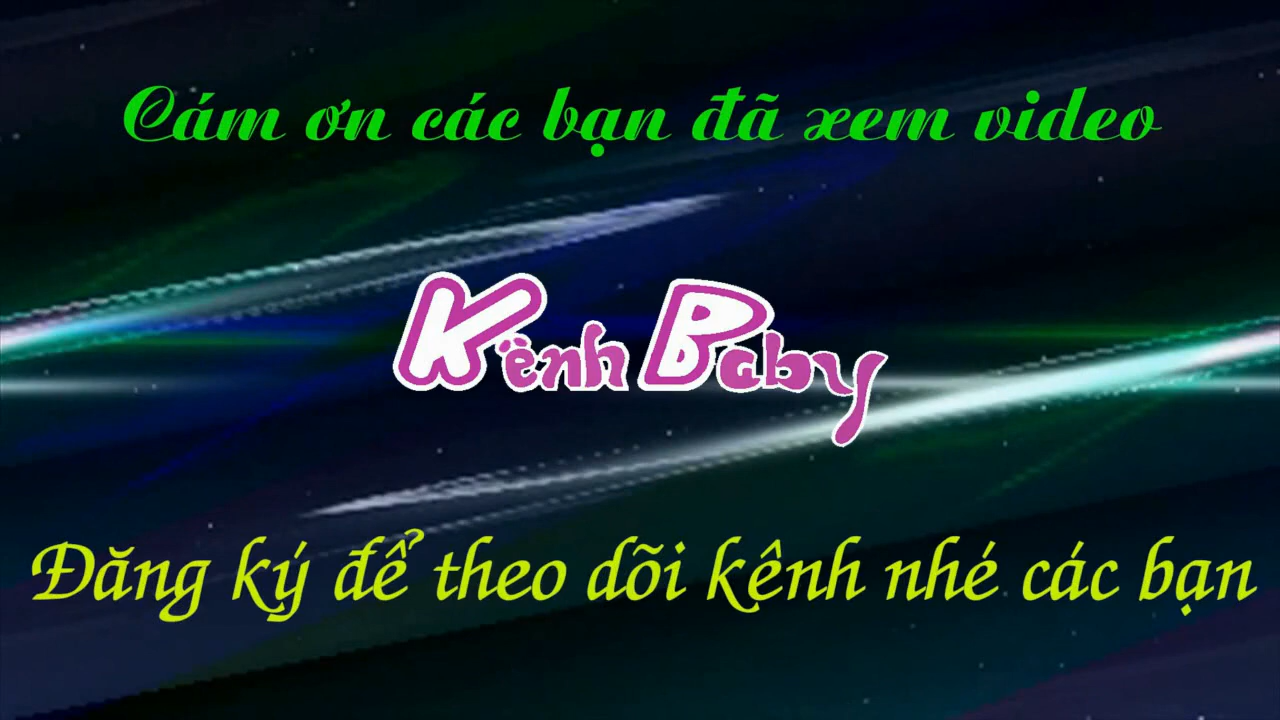 Cám ơn các bạn đã xem video
Kênh Baby
Đăng ký để theo dõi kênh nhé các bạn